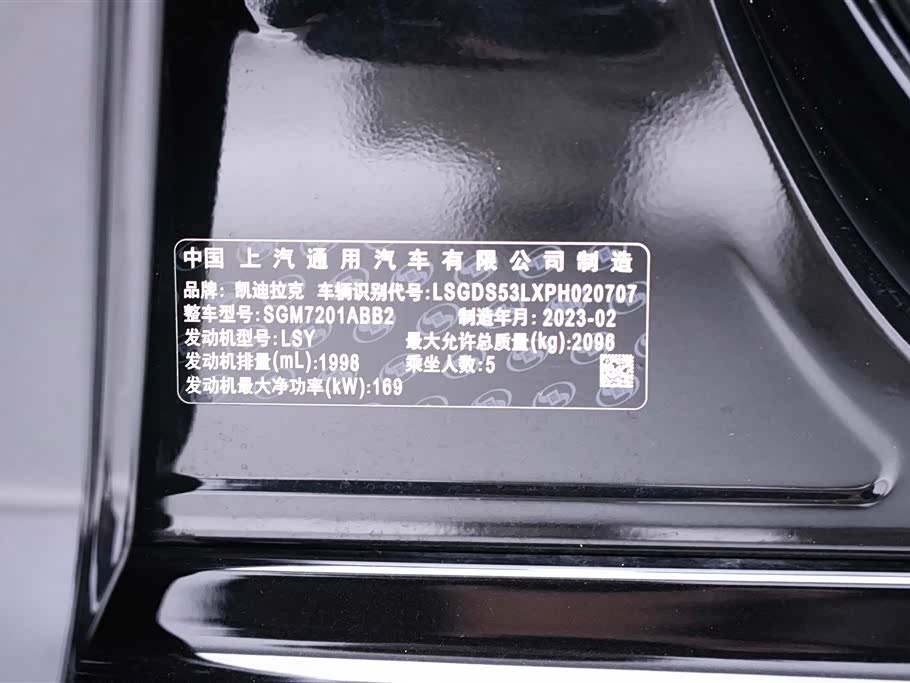 中国 上汽通用汽车有限公司制造
品牌: 凯迪拉克 车辆识别代号:LSGDS53LXPH020707
整车型号:SGM7201ABB2 制造年月: 2023-02
发动机型号:LSY 最大允许总质量(kg):2096
发动机排量(mL):1998 乘坐人数:5
发动机最大净功率(kW):169